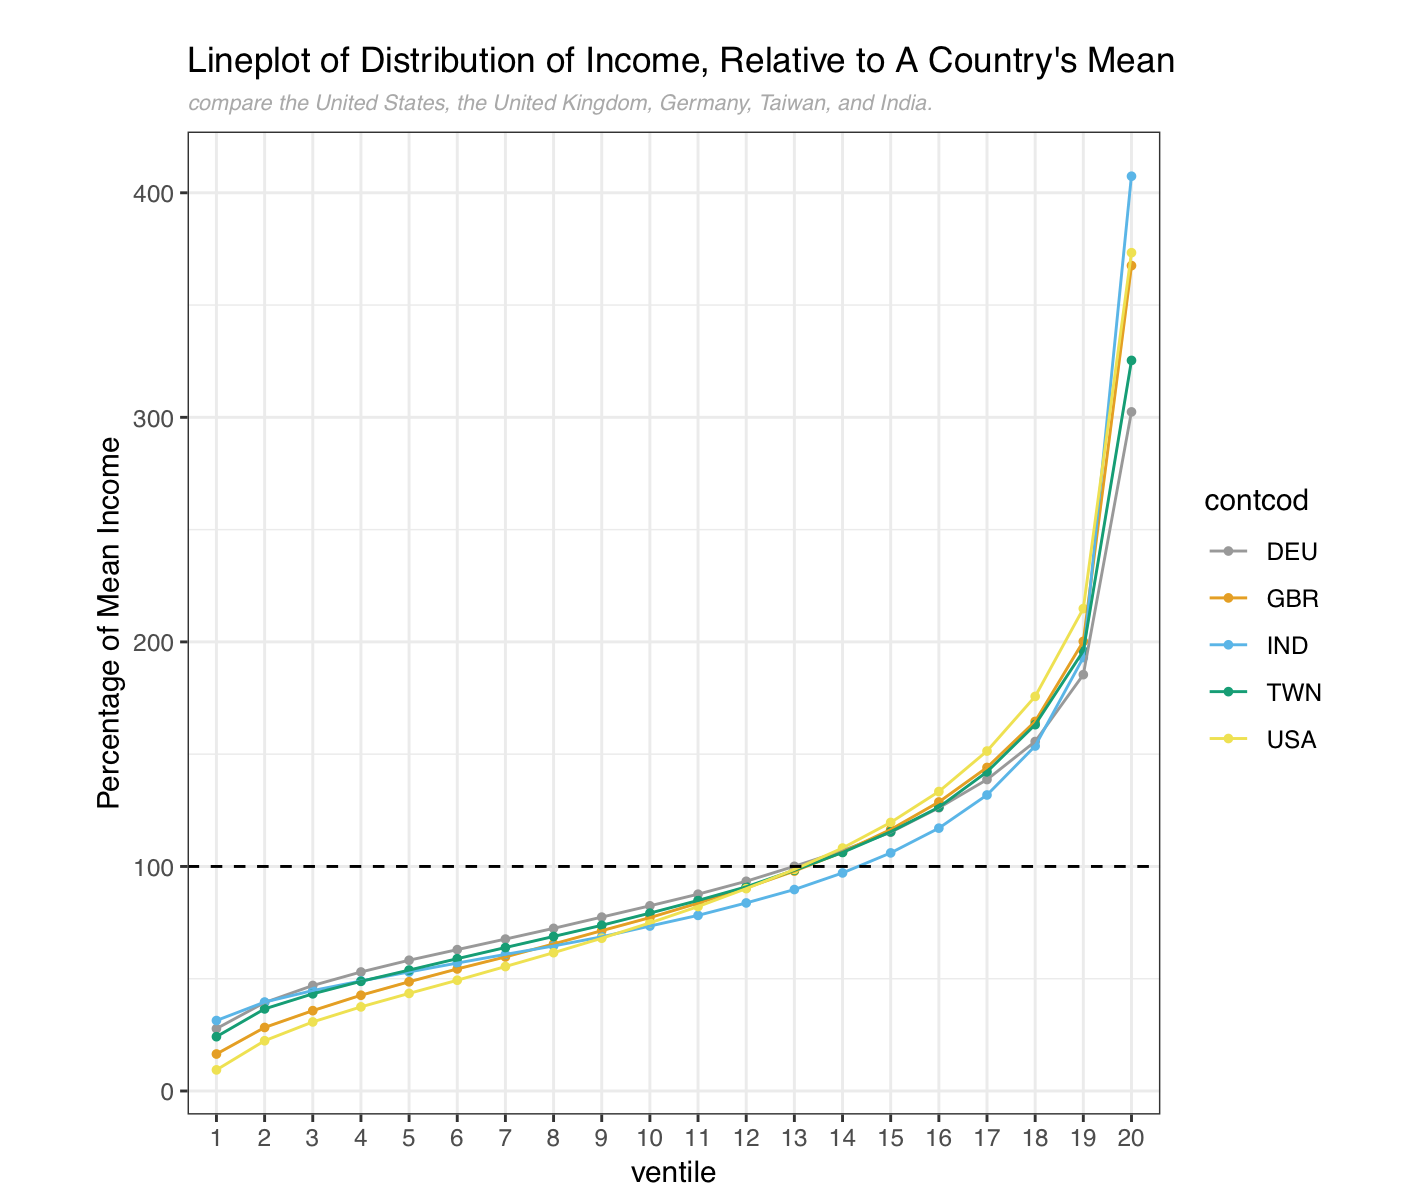 Lineplot of Distribution of Income, Relative to A Country's Mean
compare the United States, the United Kingdom, Germany, Taiwan, and India.
Percentage of Mean Income
400
300
200
100
0
1 2 3 4 5 6 7 8 9 10 11 12 13 14 15 16 17 18 19 20
ventile
contcod
DEU
GBR
IND
TWN
USA